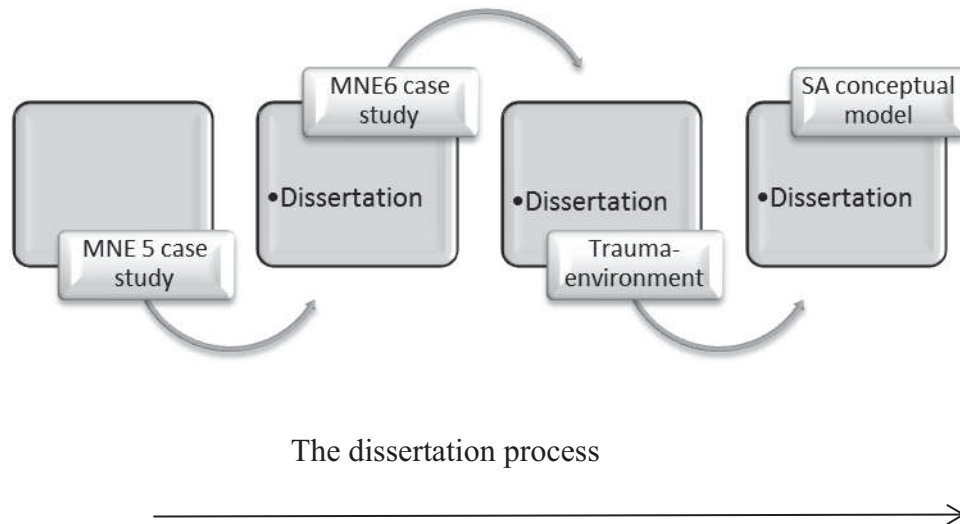 MNE 5 case
study
MNE6 case
study
•Dissertation
•Dissertation
Trauma-
environment
SA conceptual
model
•Dissertation
The dissertation process